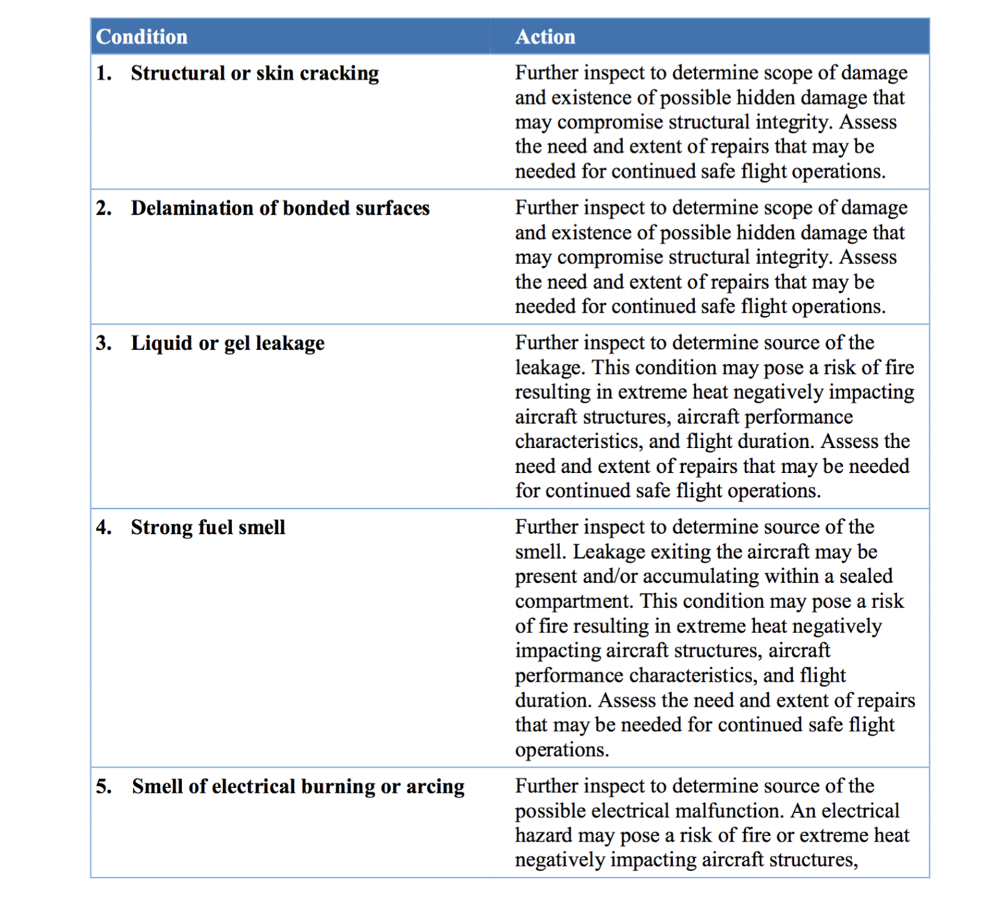 Condition Action
1. Structural or skin cracking Further inspect to determine scope of damage
and existence of possible hidden damage that
may compromise structural integrity. Assess
the need and extent of repairs that may be
needed for continued safe flight operations.
2. Delamination of bonded surfaces Further inspect to determine scope of damage
and existence of possible hidden damage that
may compromise structural integrity. Assess
the need and extent of repairs that may be
needed for continued safe flight operations.
3. Liquid or gel leakage Further inspect to determine source of the
leakage. This condition may pose a risk of fire
resulting in extreme heat negatively impacting
aircraft structures, aircraft performance
characteristics, and flight duration. Assess the
need and extent of repairs that may be needed
for continued safe flight operations.
4. Strong fuel smell Further inspect to determine source of the
smell. Leakage exiting the aircraft may be
present and/or accumulating within a sealed
compartment. This condition may pose a risk
of fire resulting in extreme heat negatively
impacting aircraft structures, aircraft
performance characteristics, and flight
duration. Assess the need and extent of repairs
that may be needed for continued safe flight
operations.
5. Smell of electrical burning or arcing Further inspect to determine source of the
possible electrical malfunction. An electrical
hazard may pose a risk of fire or extreme heat
negatively impacting aircraft structures,